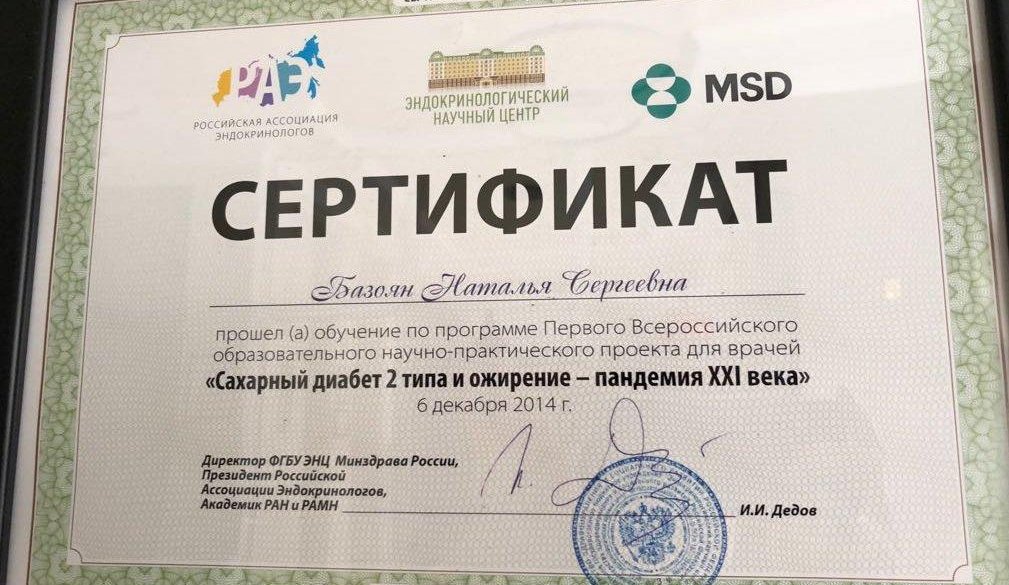 РАЭ
РОССИЙСКАЯ АССОЦИАЦИЯ
ЭНДОКРИНОЛОГОВ
ЭНДОКРИНОЛОГИЧЕСКИЙ
НАУЧНЫЙ ЦЕНТР
MSD
СЕРТИФИКАТ
Базоян Наталья Сергеевна
прошел (а) обучение по программе Первого Всероссийского
образовательного научно-практического проекта для врачей
«Сахарный диабет 2 типа и ожирение – пандемия XXI века»
6 декабря 2014 г.
Директор ФГБУ ЭНЦ Минздрава России,
Президент Российской
Ассоциации Эндокринологов,
Академик РАН и РАМН
И.И. Дедов